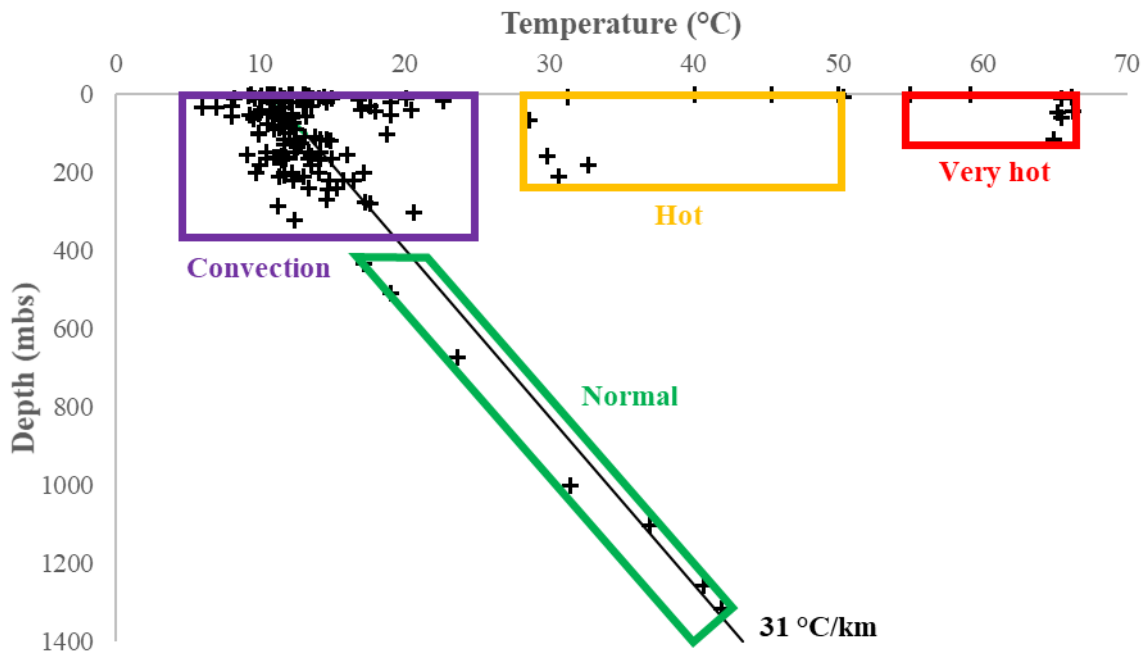 Temperature (°C)
0 10 20 30 40 50 60 70
0
200
400
600
800
1000
1200
1400
Depth (mbs)
Convection
Hot
Very hot
Normal
31 °C/km